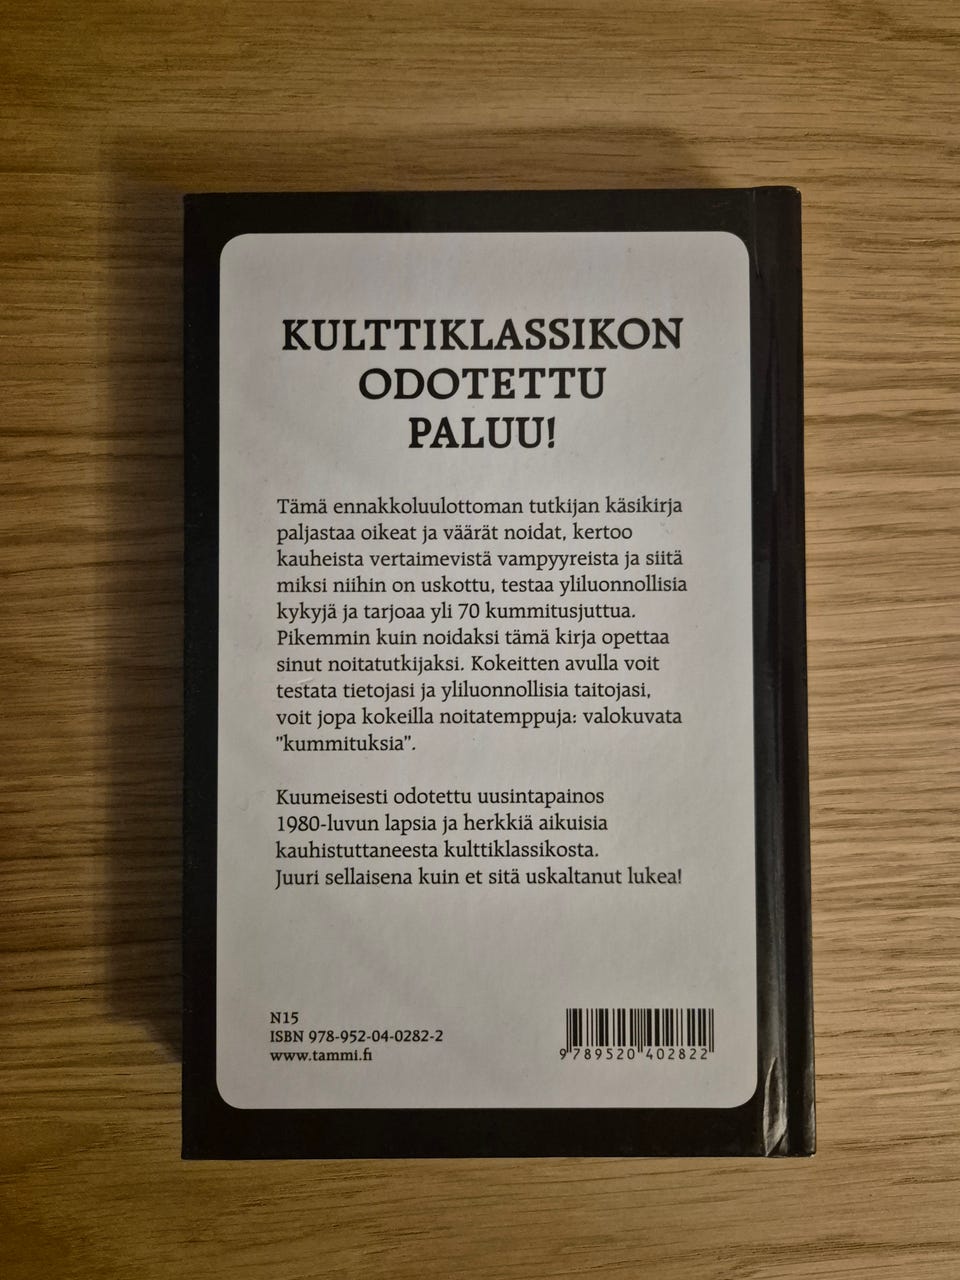 KULTTIKLASSIKON
ODOTETTU
PALUU!
Tämä ennakkoluulottoman tutkijan käsikirja
paljastaa oikeat ja väärät noidat, kertoo
kauheista vertaimevistä vampyyreista ja siitä
miksi niihin on uskottu, testaa yliluonnollisia
kykyjä ja tarjoaa yli 70 kummitusjuttua.
Pikemmin kuin noidaksi tämä kirja opettaa
sinut noitatutkijaksi. Kokeitten avulla voit
testata tietojasi ja yliluonnollisia taitojasi,
voit jopa kokeilla noitatemppuja: valokuvata
"kummituksia".
Kuumeisesti odotettu uusintapainos
1980-luvun lapsia ja herkkiä aikuisia
kauhistuttaneesta kulttiklassikosta.
Juuri sellaisena kuin et sitä uskaltanut lukea!
N15
ISBN 978-952-04-0282-2
www.tammi.fi
9 789520 402822